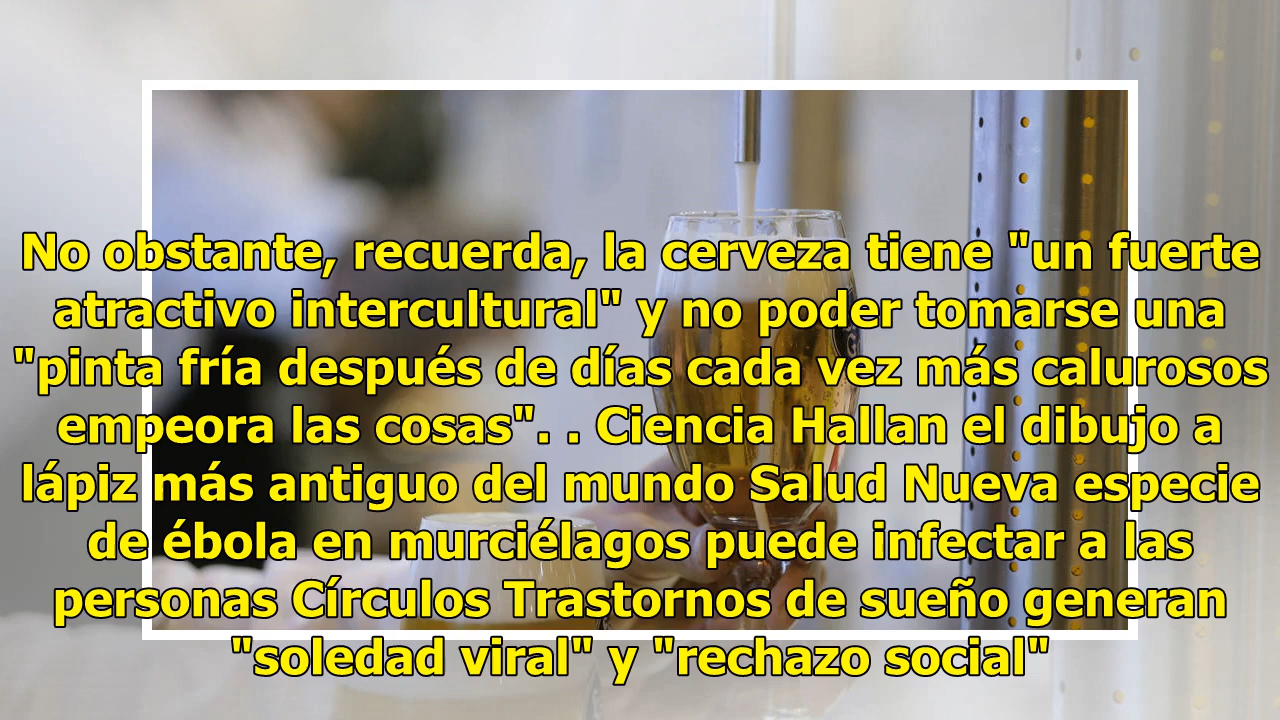 No obstante, recuerda, la cerveza tiene "un fuerte
atractivo intercultural" y no poder tomarse una
"pinta fría después de días cada vez más calurosos
empeora las cosas". . Ciencia Hallan el dibujo a
lápiz más antiguo del mundo Salud Nueva especie
de ébola en murciélagos puede infectar a las
personas Círculos Trastornos de sueño generan
"soledad viral" y "rechazo social"